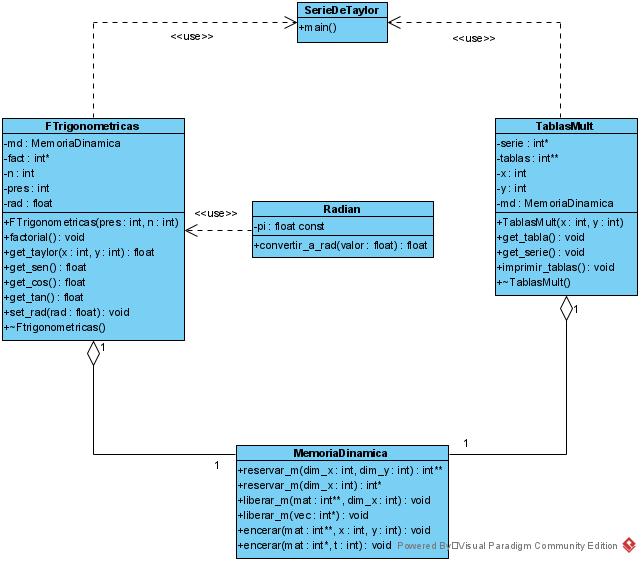 SerieDeTaylor
+main()
<<use>>
<<use>>
FTrigonometricas
-md : MemoriaDinamica
-fact : int*
-n : int
-pres : int
-rad : float
+FTrigonometricas(pres : int, n : int)
+factorial() : void
+get_taylor(x : int, y : int) : float
+get_sen() : float
+get_cos() : float
+get_tan() : float
+set_rad(rad : float) : void
+~Ftrigonometricas()
<<use>>
Radian
-pi : float const
+convertir_a_rad(valor : float) : float
TablasMult
-serie : int*
-tablas : int**
-x : int
-y : int
-md : MemoriaDinamica
+TablasMult(x : int, y : int)
+get_tabla() : void
+get_serie() : void
+imprimir_tablas() : void
+~TablasMult()
1
1
1
1
MemoriaDinamica
+reservar_m(dim_x : int, dim_y : int) : int**
+reservar_m(dim_x : int) : int*
+liberar_m(mat : int**, dim_x : int) : void
+liberar_m(vec : int*) : void
+encerar(mat : int**, x : int, y : int) : void
+encerar(mat : int*, t : int) : void
Powered By Visual Paradigm Community Edition